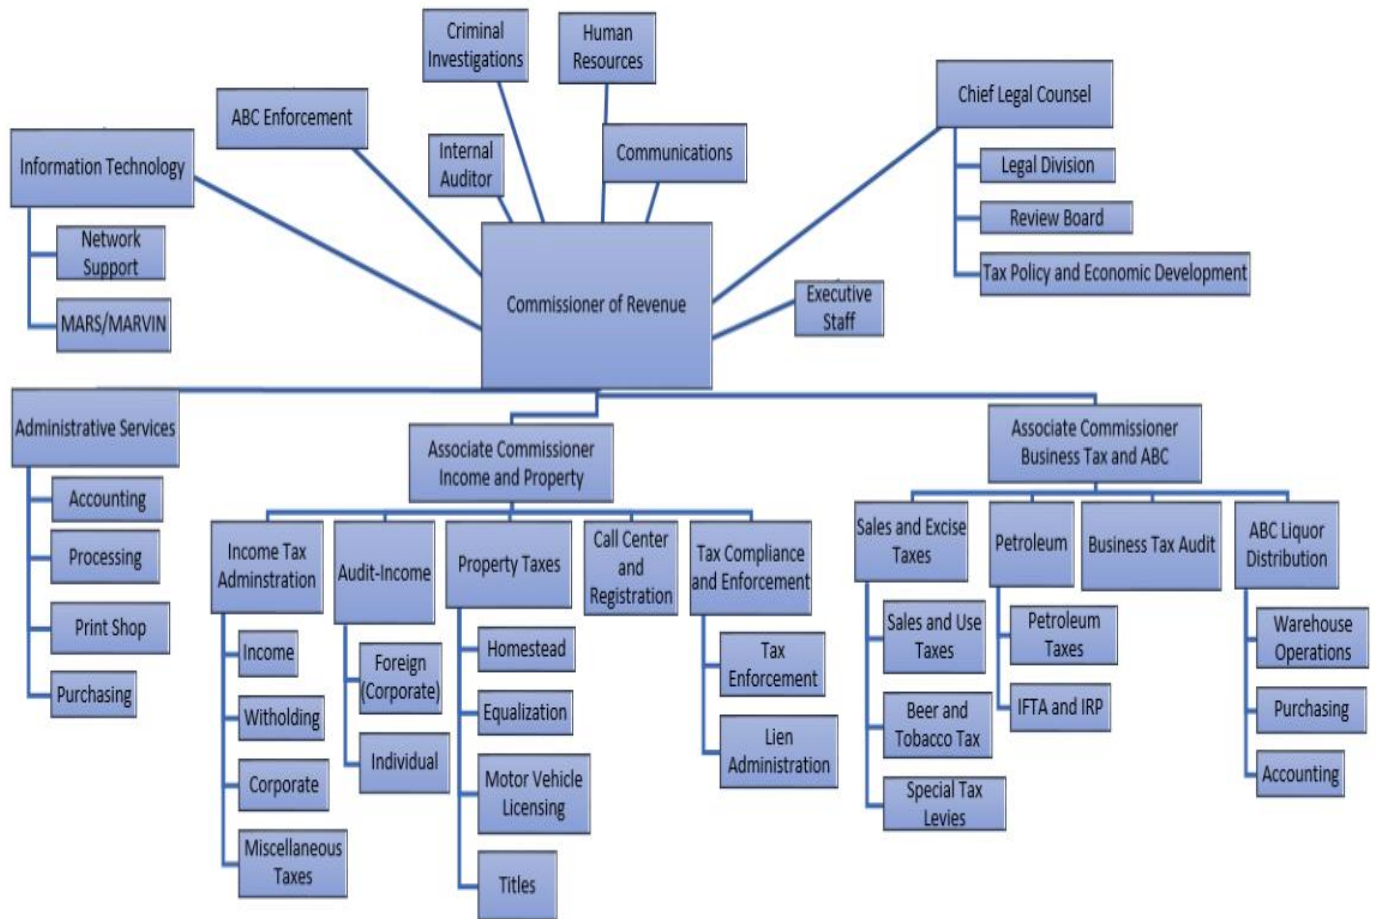 Criminal
Investigations
Human
Resources
Chief Legal Counsel
ABC Enforcement
Information Technology
Internal
Auditor
Communications
Legal Division
Review Board
Tax Policy and Economic Development
Network
Support
MARS/MARVIN
Commissioner of Revenue
Executive
Staff
Administrative Services
Accounting
Processing
Print Shop
Purchasing
Associate Commissioner
Income and Property
Income Tax
Adminstration
Income
Witholding
Corporate
Miscellaneous
Taxes
Audit-Income
Foreign
(Corporate)
Individual
Property Taxes
Homestead
Equalization
Motor Vehicle
Licensing
Titles
Call Center
and
Registration
Tax Compliance
and Enforcement
Tax
Enforcement
Lien
Administration
Associate Commissioner
Business Tax and ABC
Sales and Excise
Taxes
Sales and Use
Taxes
Beer and
Tobacco Tax
Special Tax
Levies
Petroleum
Petroleum
Taxes
IFTA and IRP
Business Tax Audit
ABC Liquor
Distribution
Warehouse
Operations
Purchasing
Accounting